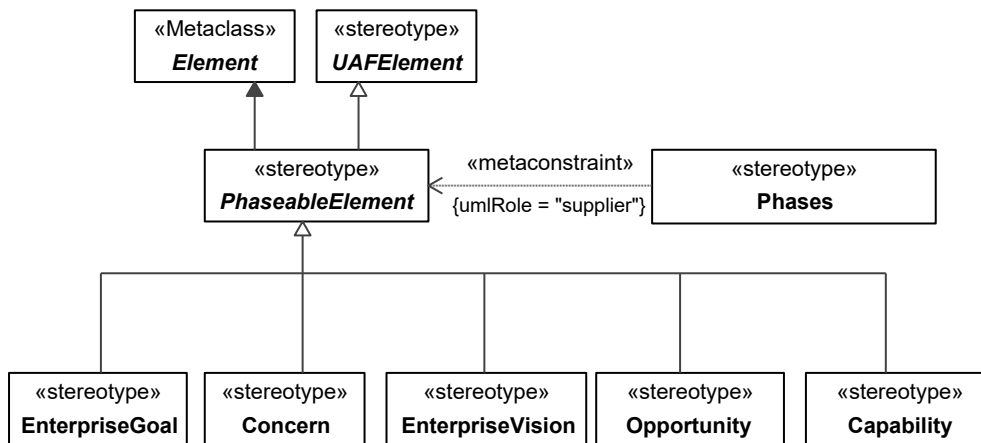 «Metaclass»
Element
«stereotype»
UAFElement
«stereotype»
PhaseableElement
«metaconstraint»
{umlRole = "supplier"}
«stereotype»
Phases
«stereotype»
EnterpriseGoal
«stereotype»
Concern
«stereotype»
EnterpriseVision
«stereotype»
Opportunity
«stereotype»
Capability